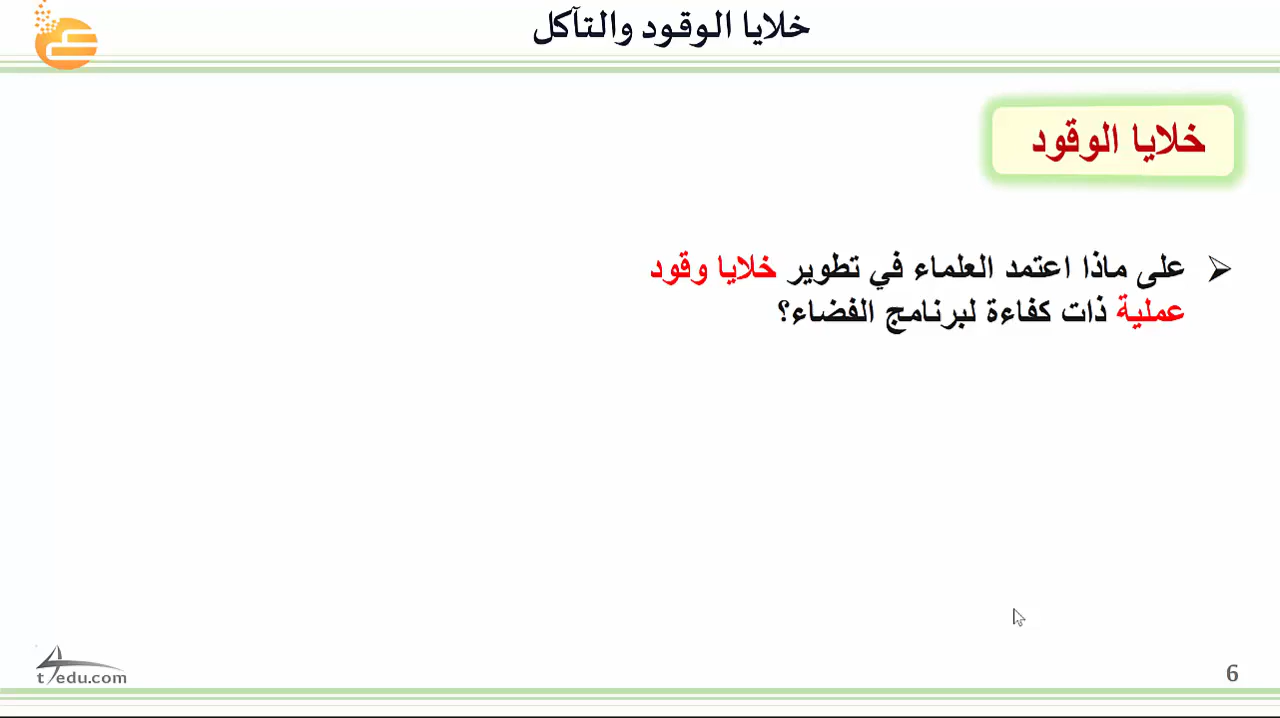 خلايا الوقود والتآكل
خلايا الوقود
على ماذا اعتمد العلماء في تطوير خلايا وقود
عملية ذات كفاءة لبرنامج الفضاء؟
t4edu.com
6